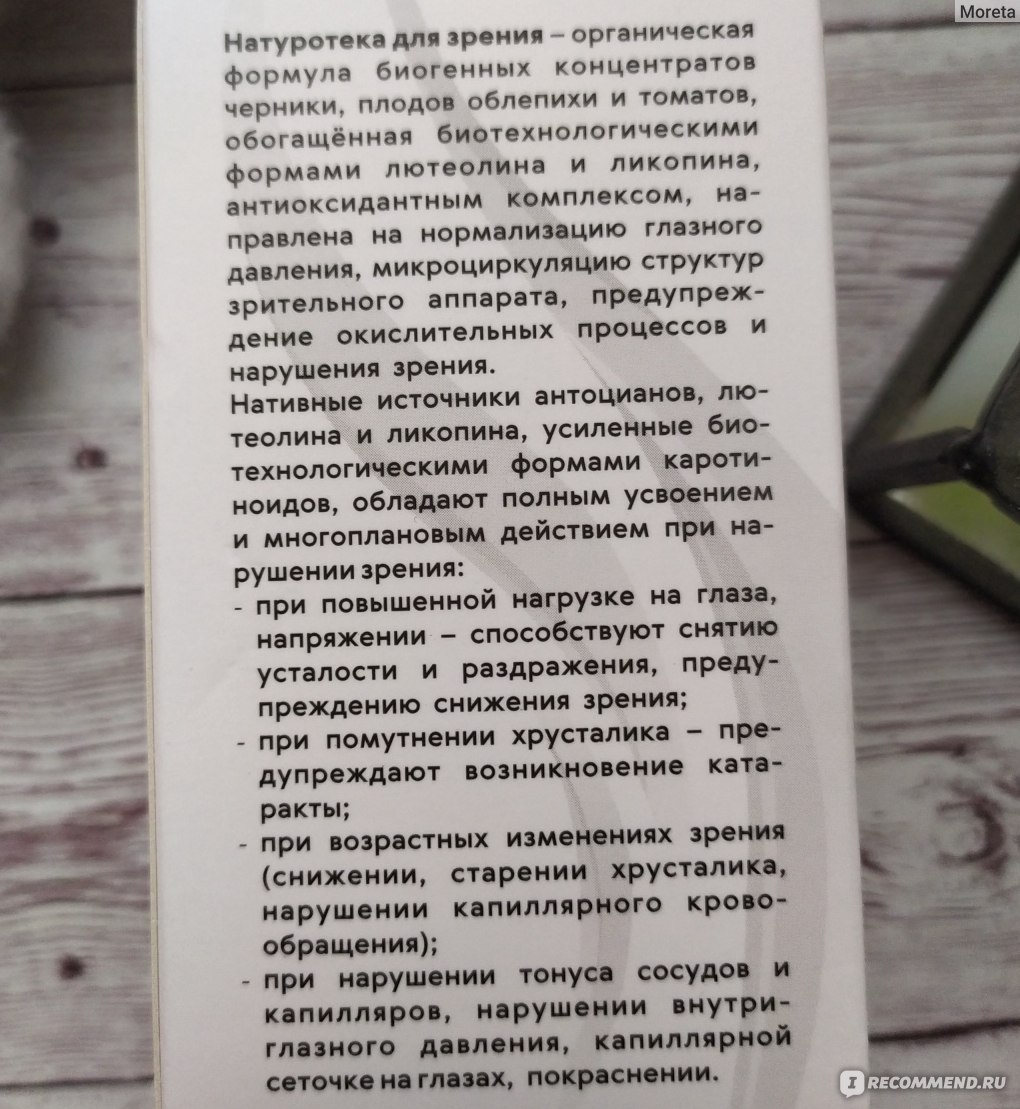 Moreta
Натуротека для зрения – органическая
формула биогенных концентратов
черники, плодов облепихи и томатов,
обогащённая биотехнологическими
формами лютеолина и ликопина,
антиоксидантным комплексом, на-
правлена на нормализацию глазного
давления, микроциркуляцию структур
зрительного аппарата, предупреж-
дение окислительных процессов и
нарушения зрения.
Нативные источники антоцианов, лю-
теолина и ликопина, усиленные био-
технологическими формами кароти-
ноидов, обладают полным усвоением
и многоплановым действием при на-
рушении зрения:
- при повышенной нагрузке на глаза,
напряжении – способствуют снятию
усталости и раздражения, преду-
преждению снижения зрения;
- при помутнении хрусталика – пре-
дупреждают возникновение ката-
ракты;
- при возрастных изменениях зрения
(снижении, старении хрусталика,
нарушении капиллярного крово-
обращения);
- при нарушении тонуса сосудов и
капилляров, нарушении внутри-
глазного давления, капиллярной
сеточке на глазах, покраснении.
I RECOMMEND.RU